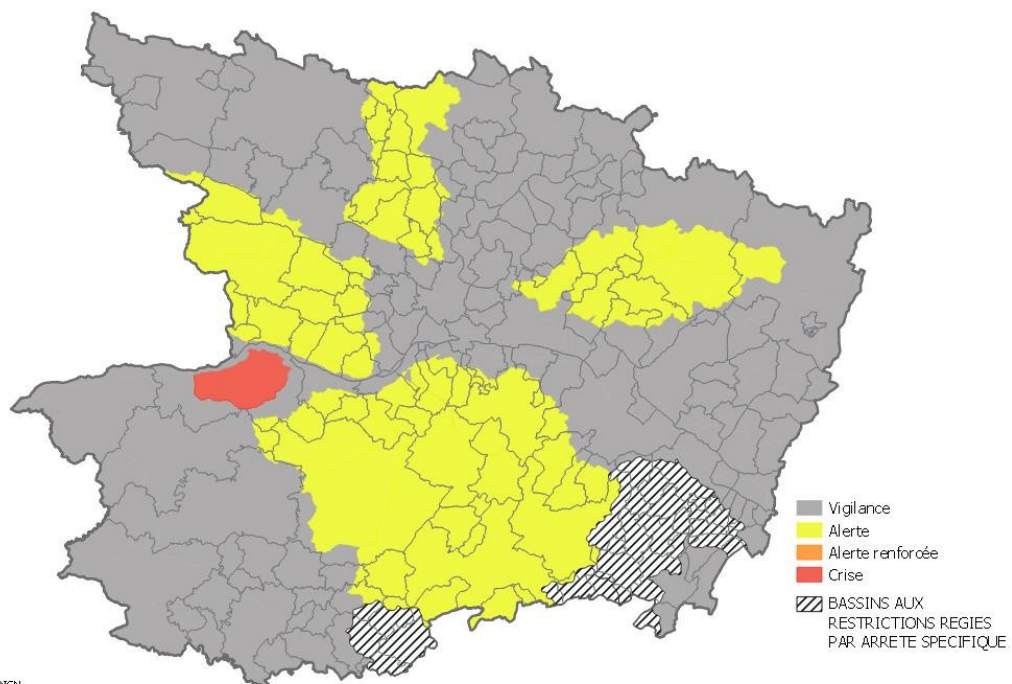 Vigilance
Alerte
Alerte renforcée
Crise
BASSINS AUX
RESTRICTIONS REGIES
PAR ARRETE SPECIFIQUE